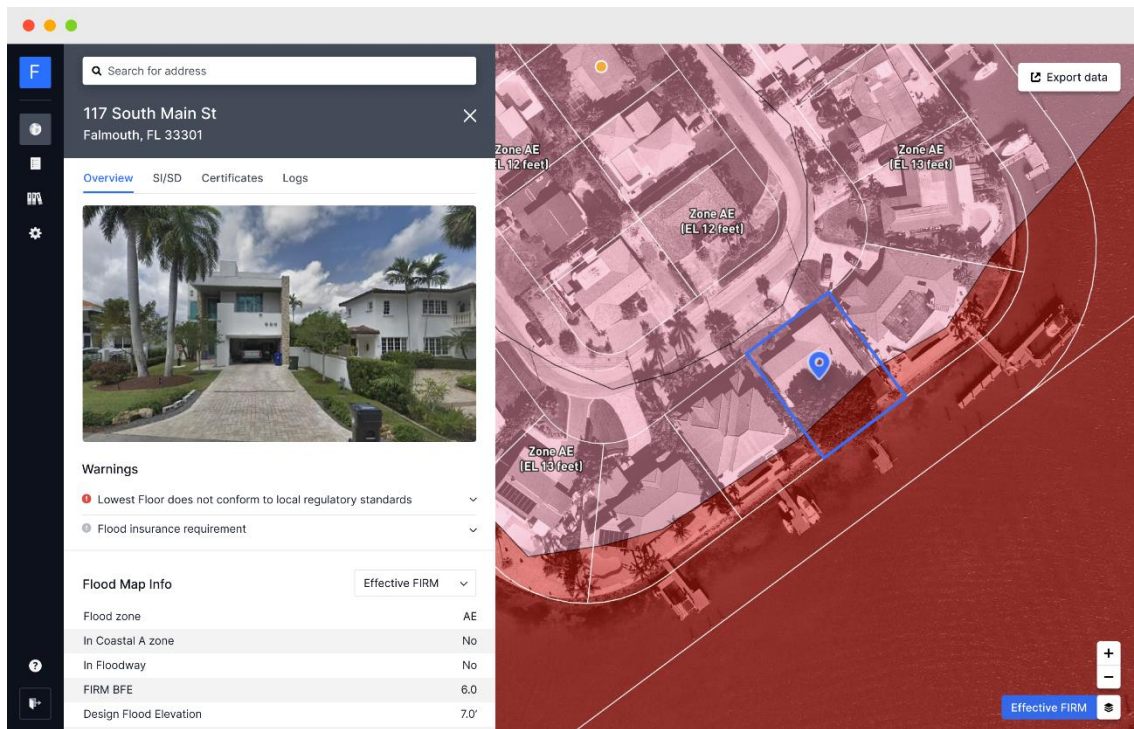 F
Search for address
Export data
117 South Main St
Falmouth, FL 33301
Overview SI/SD Certificates Logs
Warnings
Lowest Floor does not conform to local regulatory standards
Flood insurance requirement
Flood Map Info Effective FIRM
Flood zone AE
In Coastal A zone No
In Floodway No
FIRM BFE 6.0
Design Flood Elevation 7.0’
Zone AE
EL 12 feet)
Zone AE
(EL 13 feet)
Zone AE
(EL 12 feet)
Zone AE
(EL 13 feet)
Effective FIRM